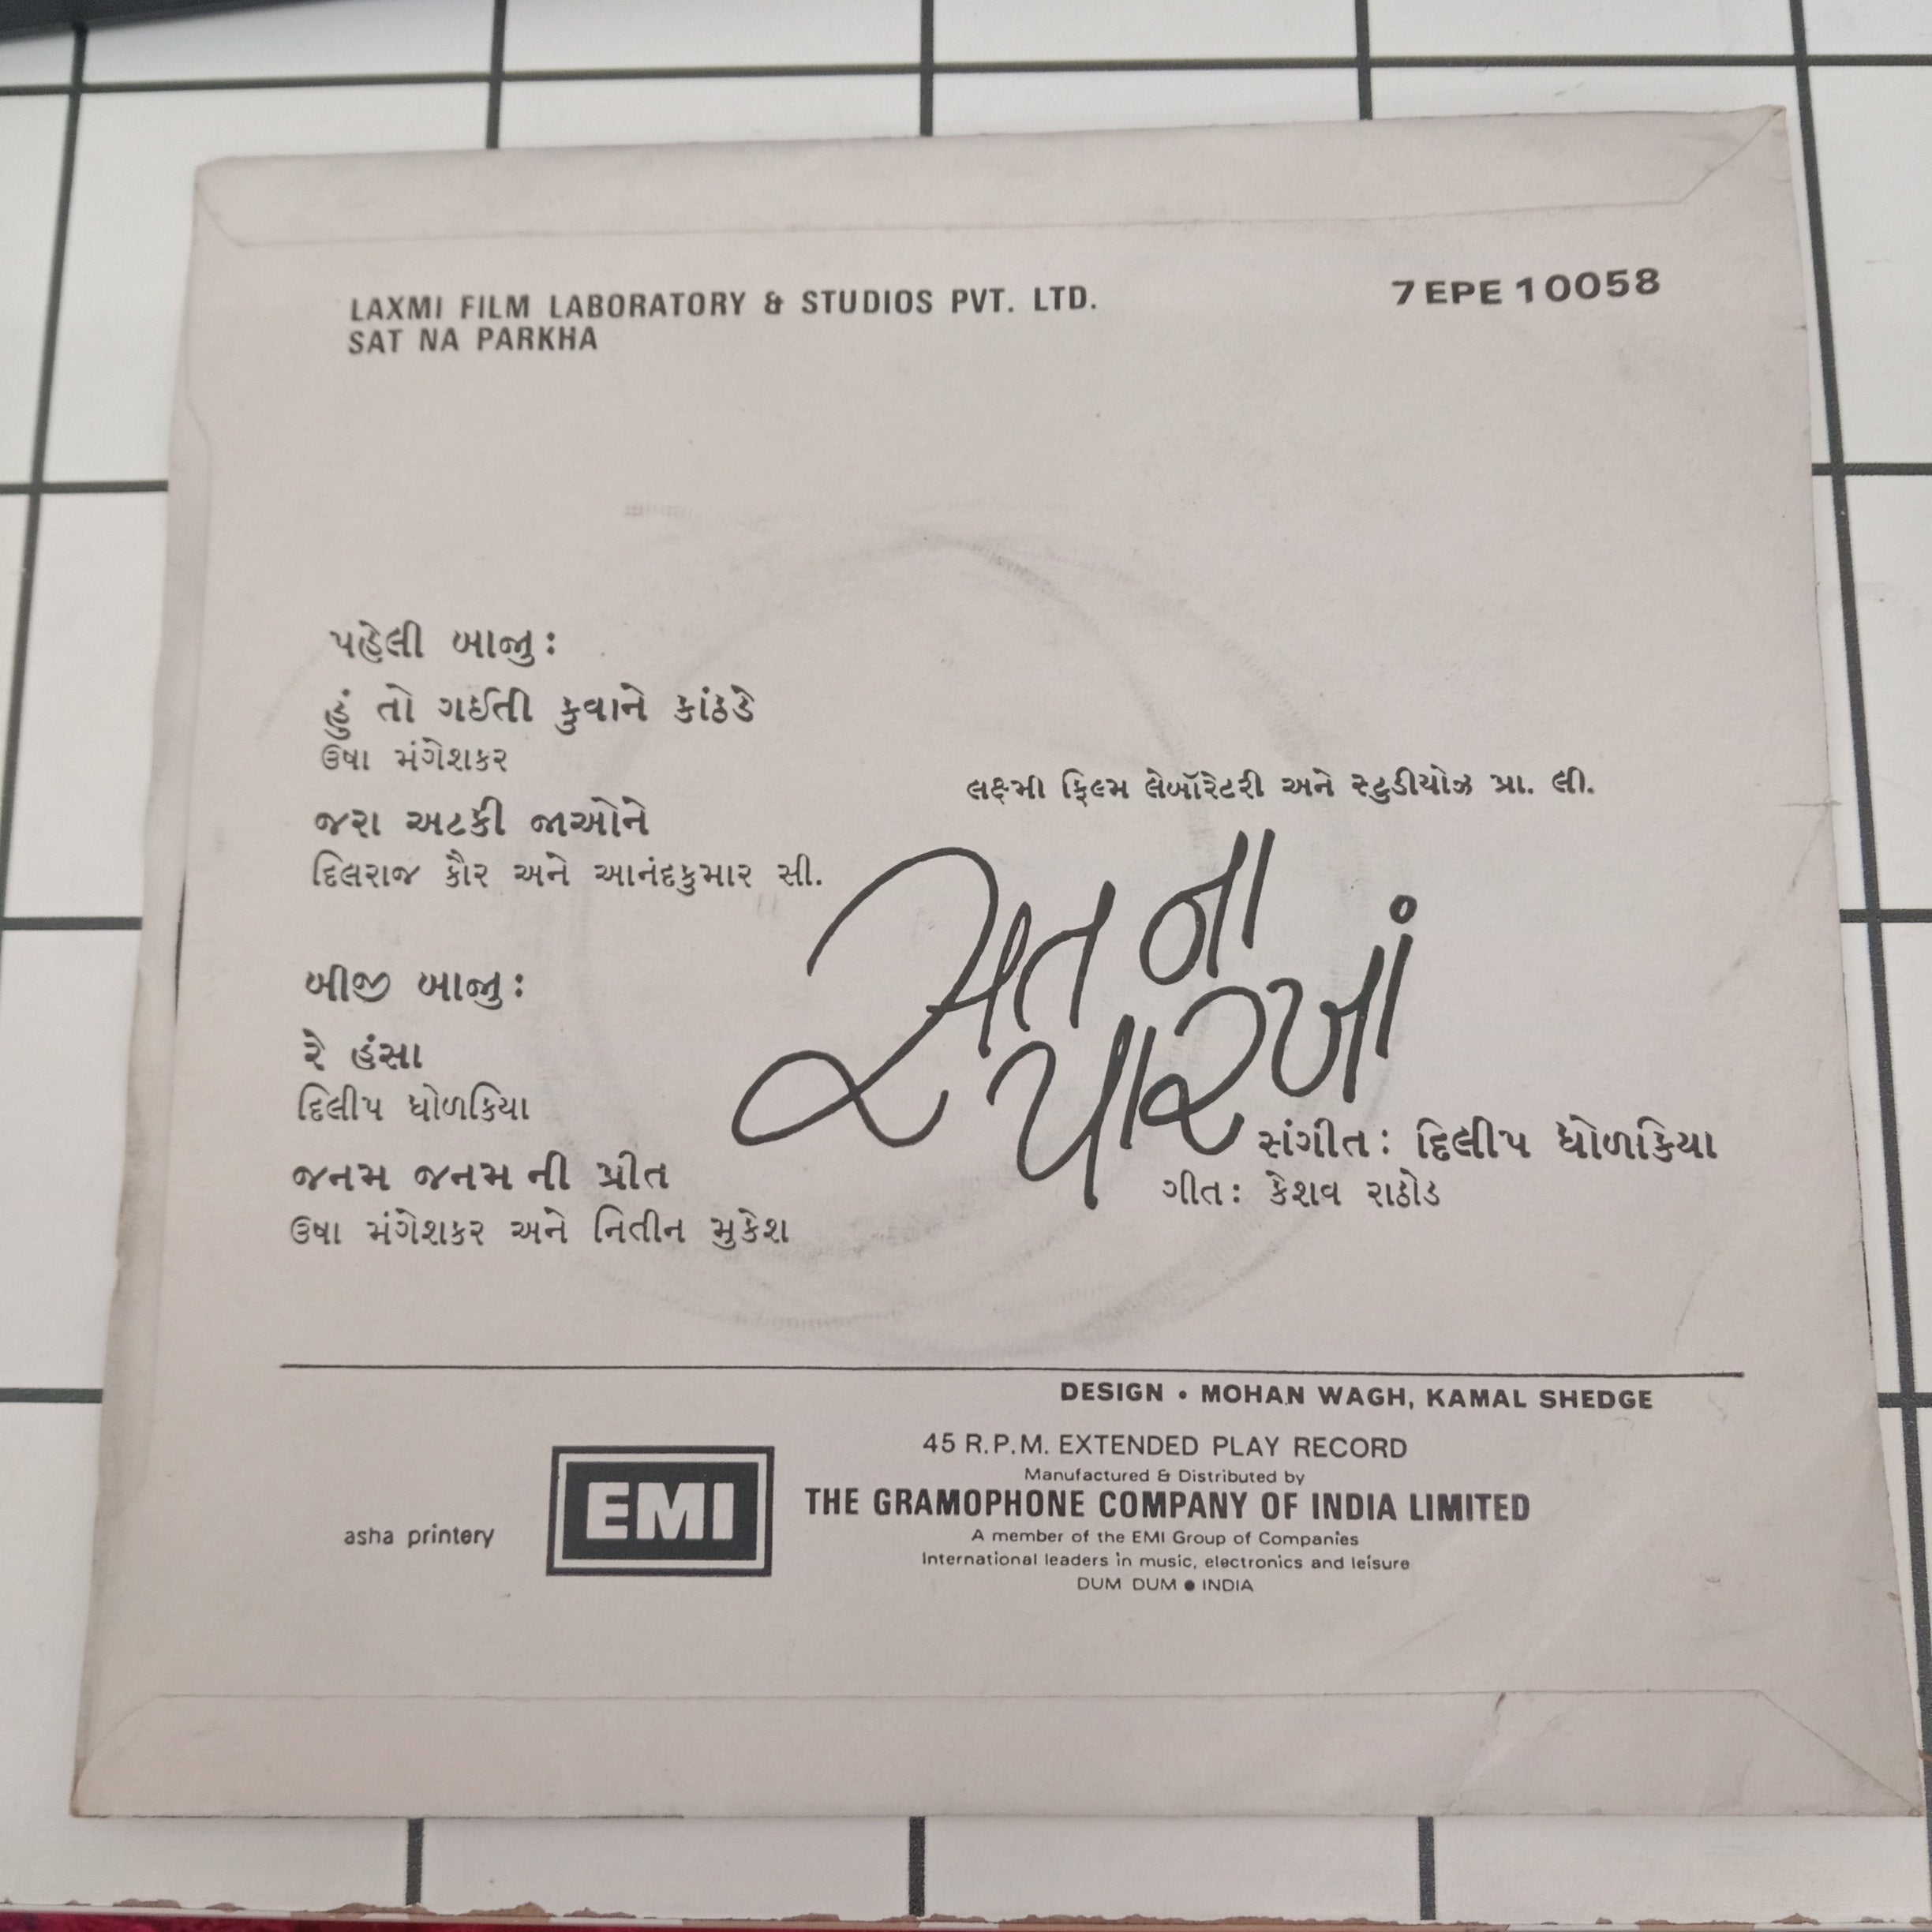 LAXMI FILM LABORATORY & STUDIOS PVT. LTD.
SAT NA PARKHA
7 EPE 10058
પહેલી બાજુ :
હું તો ગઈતી કુવાને કાંઠડે
ઉષા મંગેશકર
જરા અટકી જાઓને
દિલરાજ કૌર અને આનંદકુમાર સી.
બીજી બાજુ :
રે હંસા
દિલીપ ધોળકિયા
જનમ જનમ ની પ્રીત
ઉષા મંગેશકર અને નિતીન મુકેશ
લક્ષ્મી ફિલ્મ લેબૉરેટરી અને સ્ટુડીયોઝ પ્રા. લી.
સત ના
પારખાં
સંગીત : દિલીપ ધોળકિયા
ગીત : કેશવ રાઠોડ
DESIGN • MOHAN WAGH, KAMAL SHEDGE
45 R.P.M. EXTENDED PLAY RECORD
Manufactured & Distributed by
THE GRAMOPHONE COMPANY OF INDIA LIMITED
A member of the EMI Group of Companies
International leaders in music, electronics and leisure
DUM DUM ● INDIA
EMI
asha printery